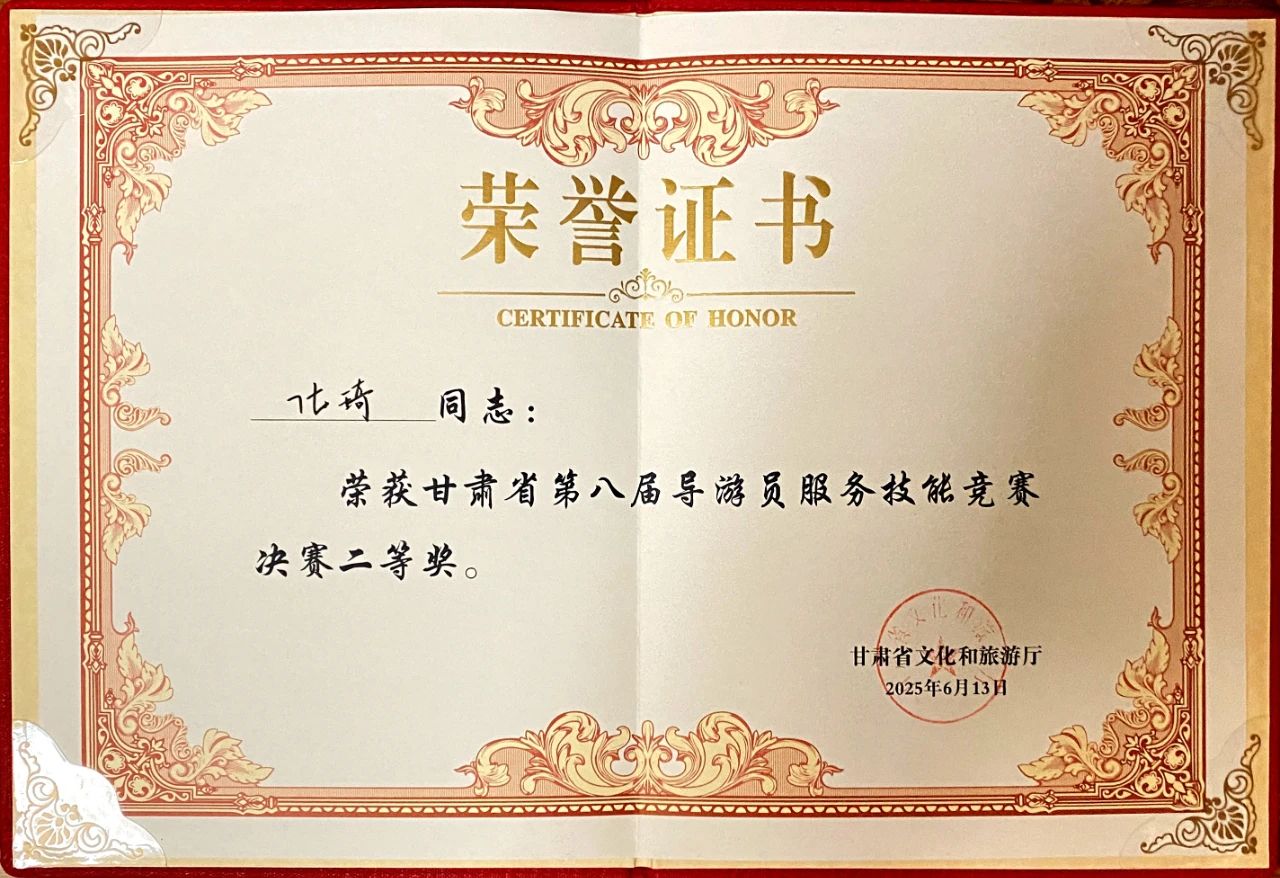 荣誉证书
CERTIFICATE OF HONOR
张琦 同志：
荣获甘肃省第八届导游员服务技能竞赛
决赛二等奖。
甘肃省文化和旅游厅
2025年6月13日